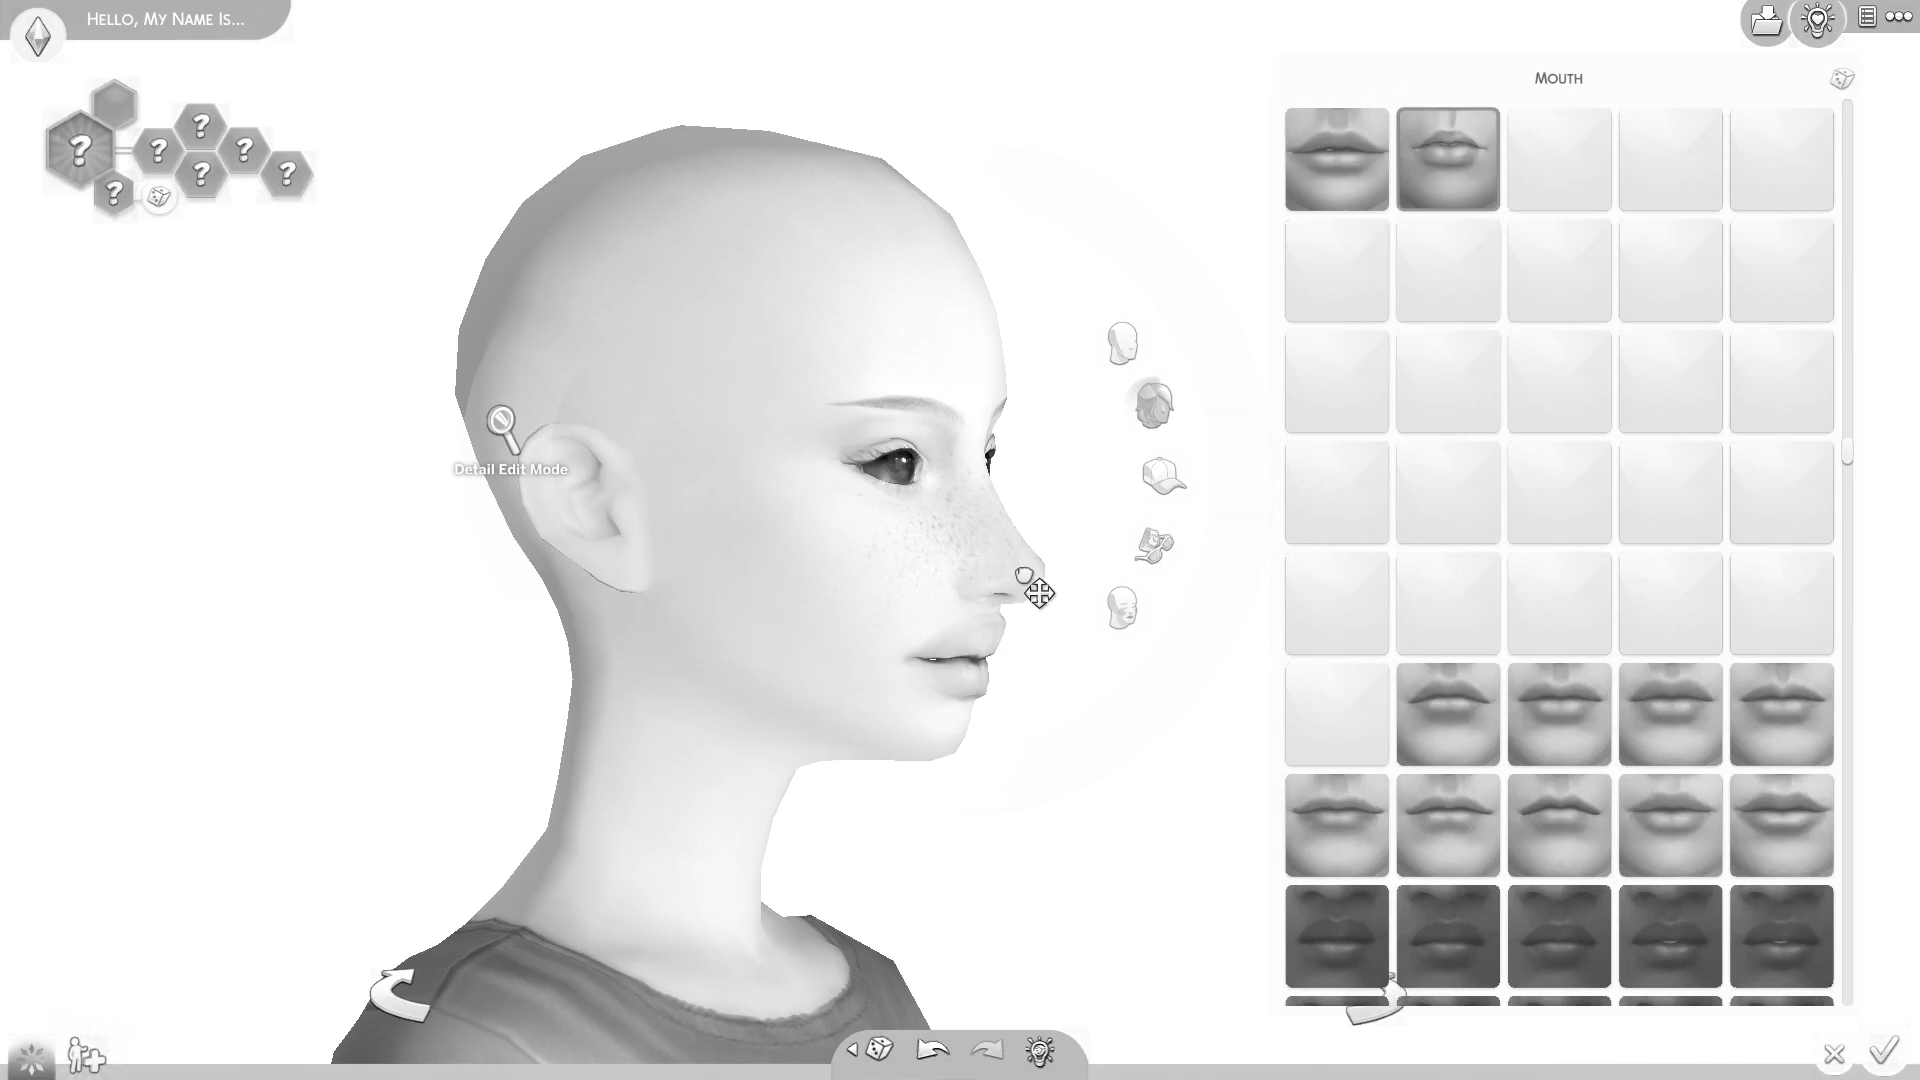 Hello, My Name Is...
Mouth
Detail Edit Mode
? ? ? ? ? ? ?